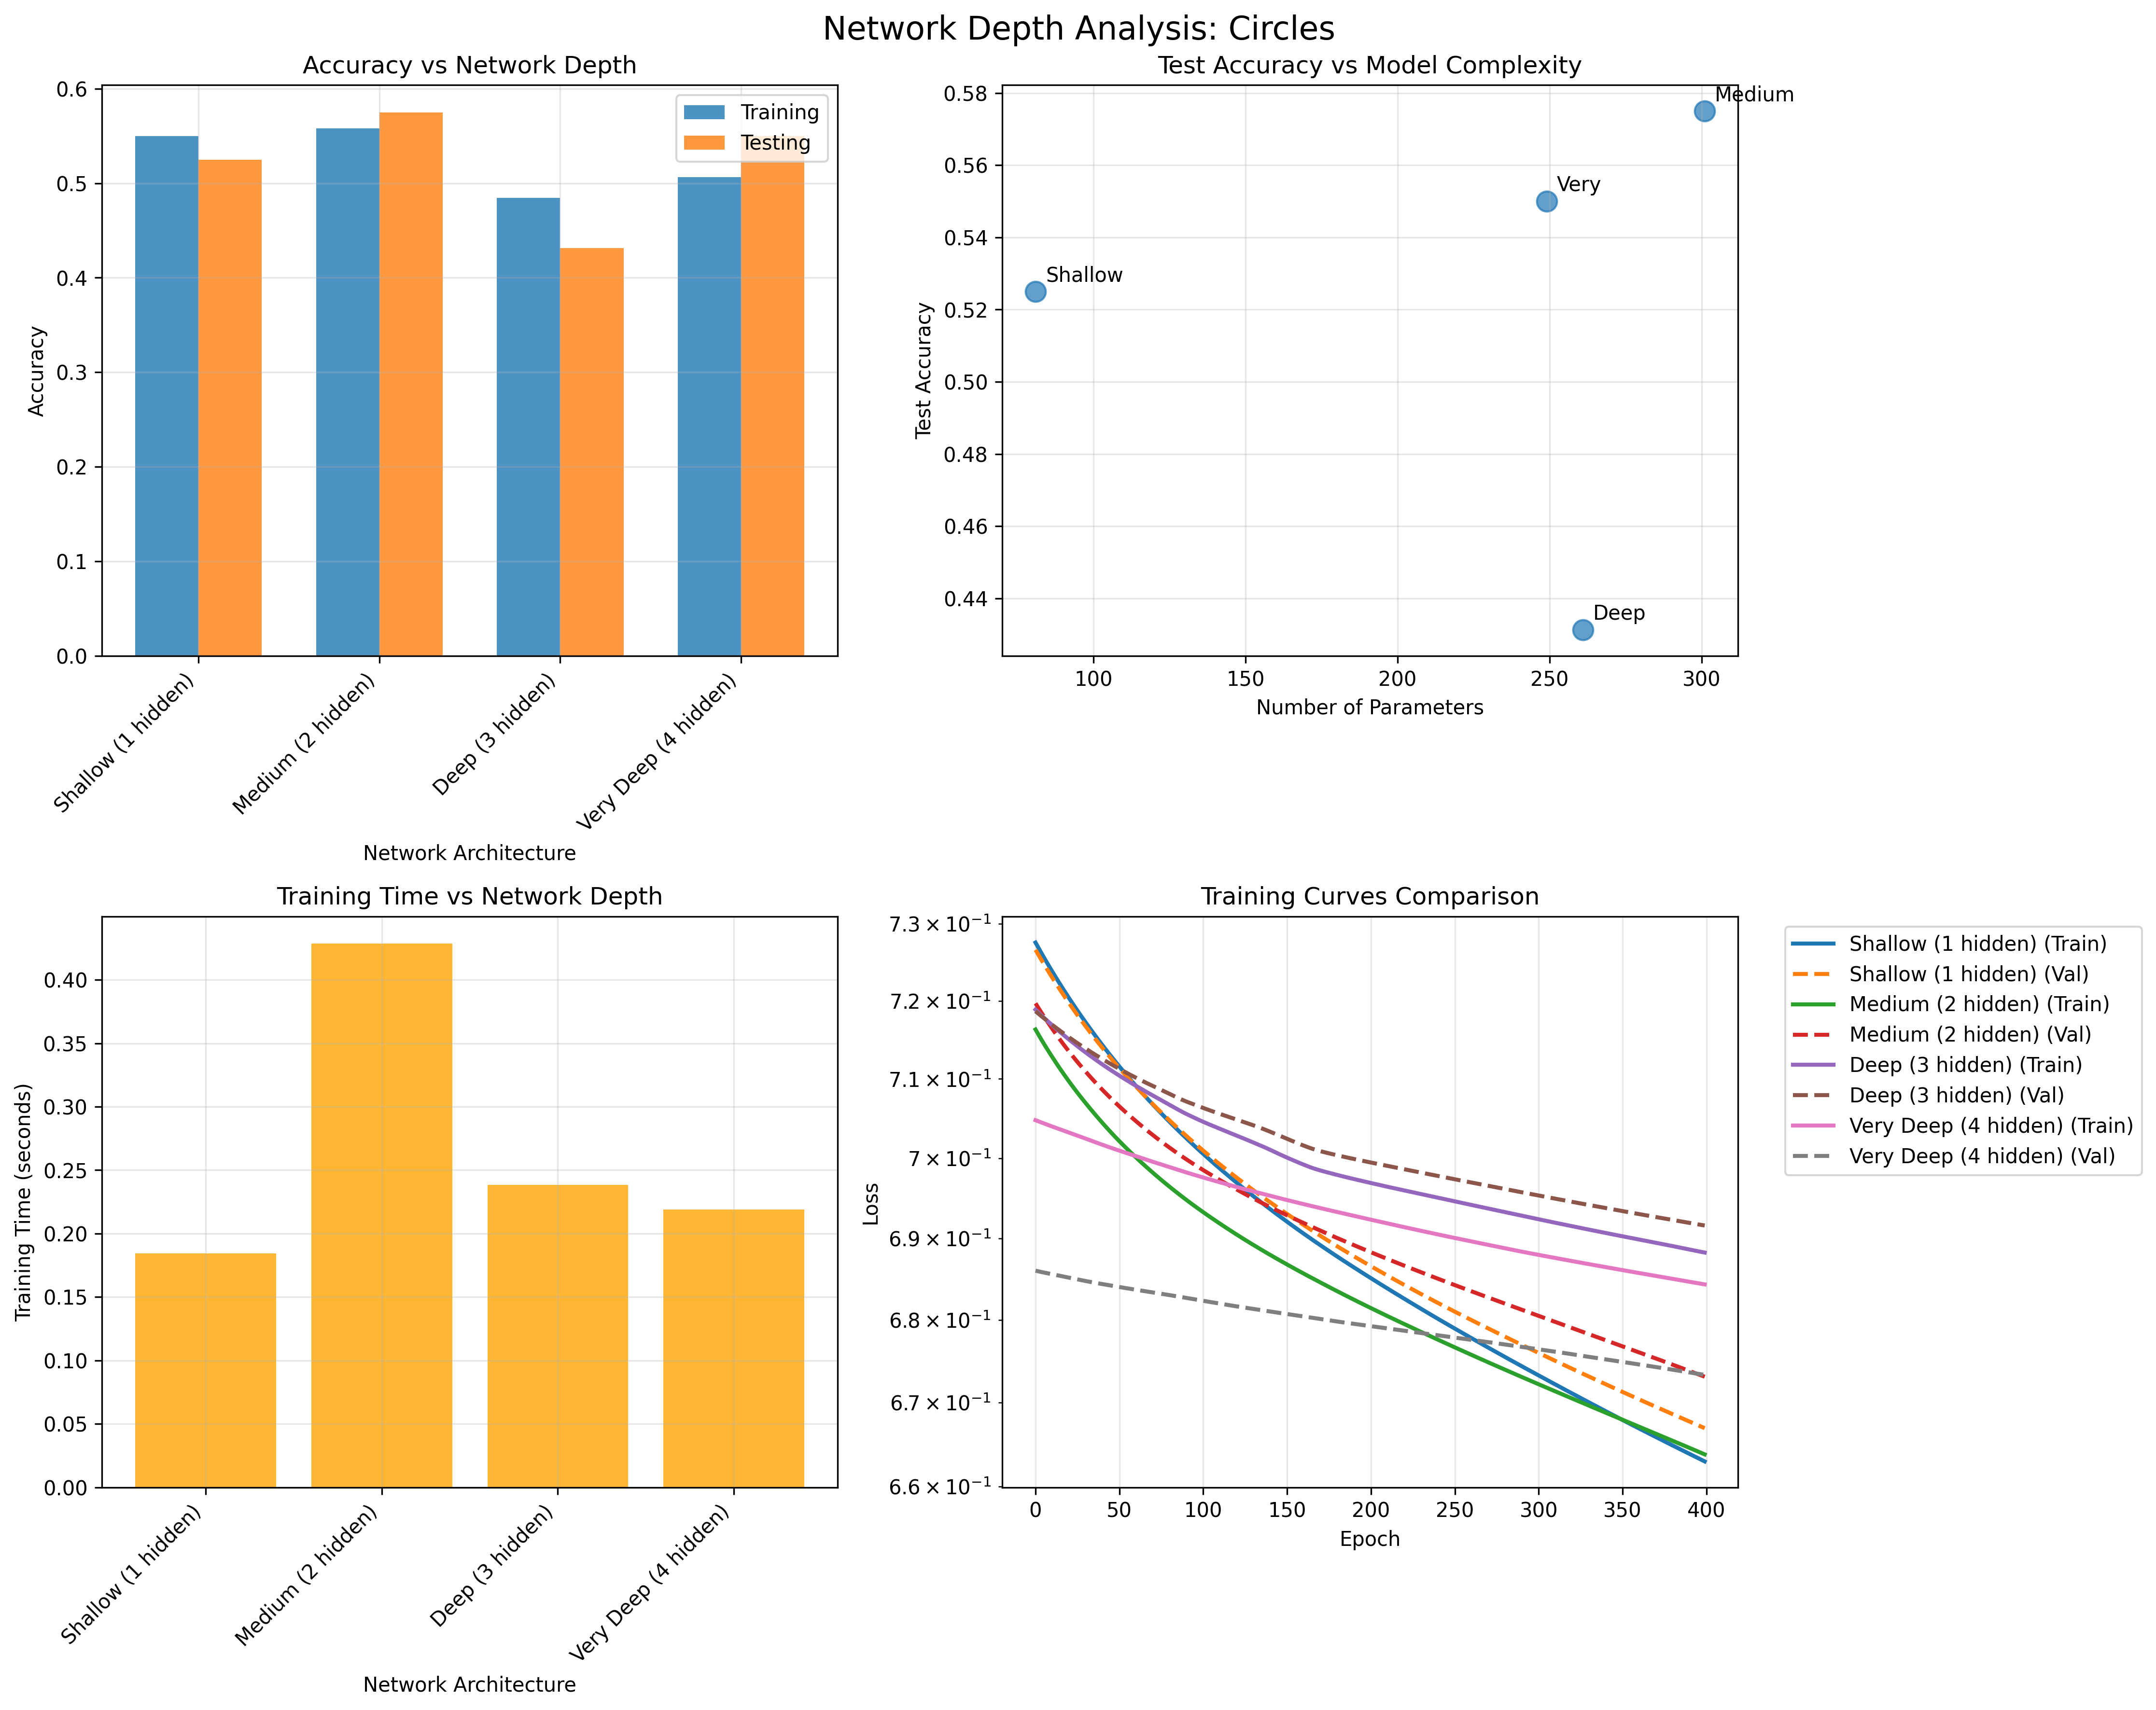 Network Depth Analysis: Circles
Accuracy vs Network Depth
0.6
0.5
0.4
0.3
0.2
0.1
0.0
Accuracy
Training
Testing
Shallow (1 hidden)
Medium (2 hidden)
Deep (3 hidden)
Very Deep (4 hidden)
Network Architecture
Test Accuracy vs Model Complexity
0.58
0.56
0.54
0.52
0.50
0.48
0.46
0.44
Test Accuracy
Medium
Very
Shallow
Deep
100
150
200
250
300
Number of Parameters
Training Time vs Network Depth
0.40
0.35
0.30
0.25
0.20
0.15
0.10
0.05
0.00
Training Time (seconds)
Shallow (1 hidden)
Medium (2 hidden)
Deep (3 hidden)
Very Deep (4 hidden)
Network Architecture
Training Curves Comparison
7.3 × 10⁻¹
7.2 × 10⁻¹
7.1 × 10⁻¹
7 × 10⁻¹
6.9 × 10⁻¹
6.8 × 10⁻¹
6.7 × 10⁻¹
6.6 × 10⁻¹
Loss
0
50
100
150
200
250
300
350
400
Epoch
Shallow (1 hidden) (Train)
Shallow (1 hidden) (Val)
Medium (2 hidden) (Train)
Medium (2 hidden) (Val)
Deep (3 hidden) (Train)
Deep (3 hidden) (Val)
Very Deep (4 hidden) (Train)
Very Deep (4 hidden) (Val)